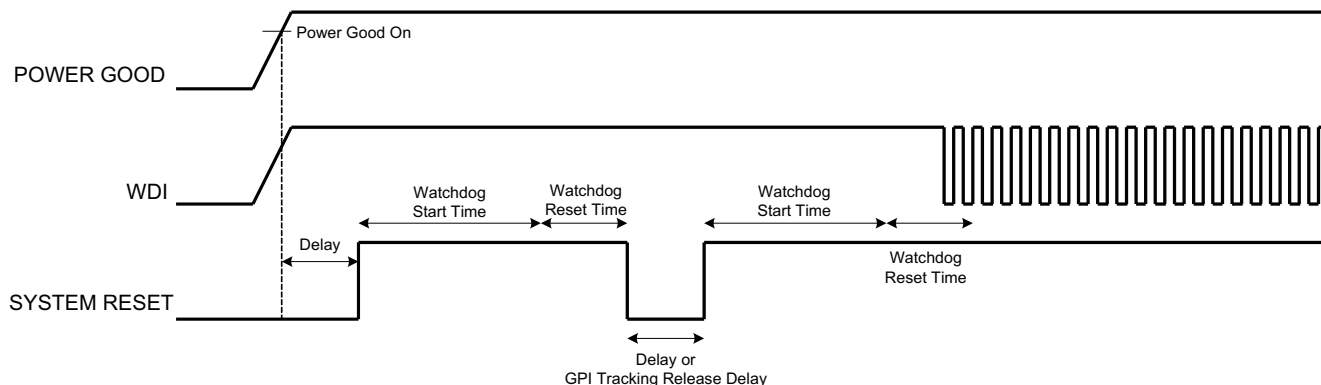 Power Good On
POWER GOOD
WDI
Watchdog
Start Time
Watchdog
Reset Time
Watchdog
Start Time
Delay
Watchdog
Reset Time
SYSTEM RESET
Delay or
GPI Tracking Release Delay